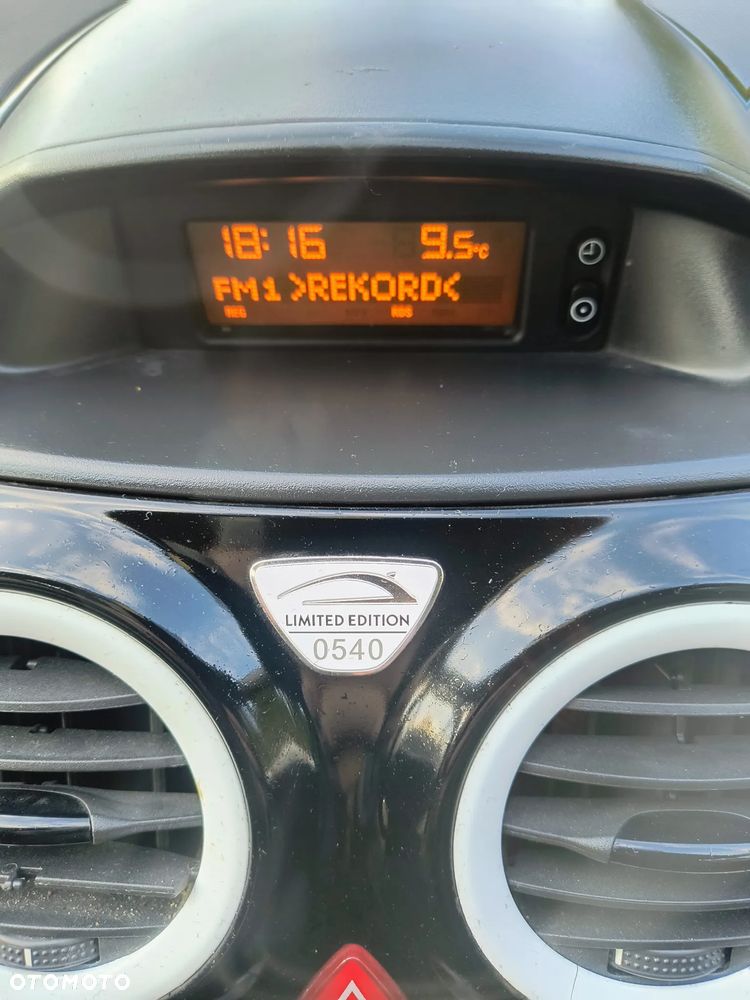 18:16 9.5°C
FM1 >REKORD<
REG RDS
LIMITED EDITION
0540
OTOMOTO